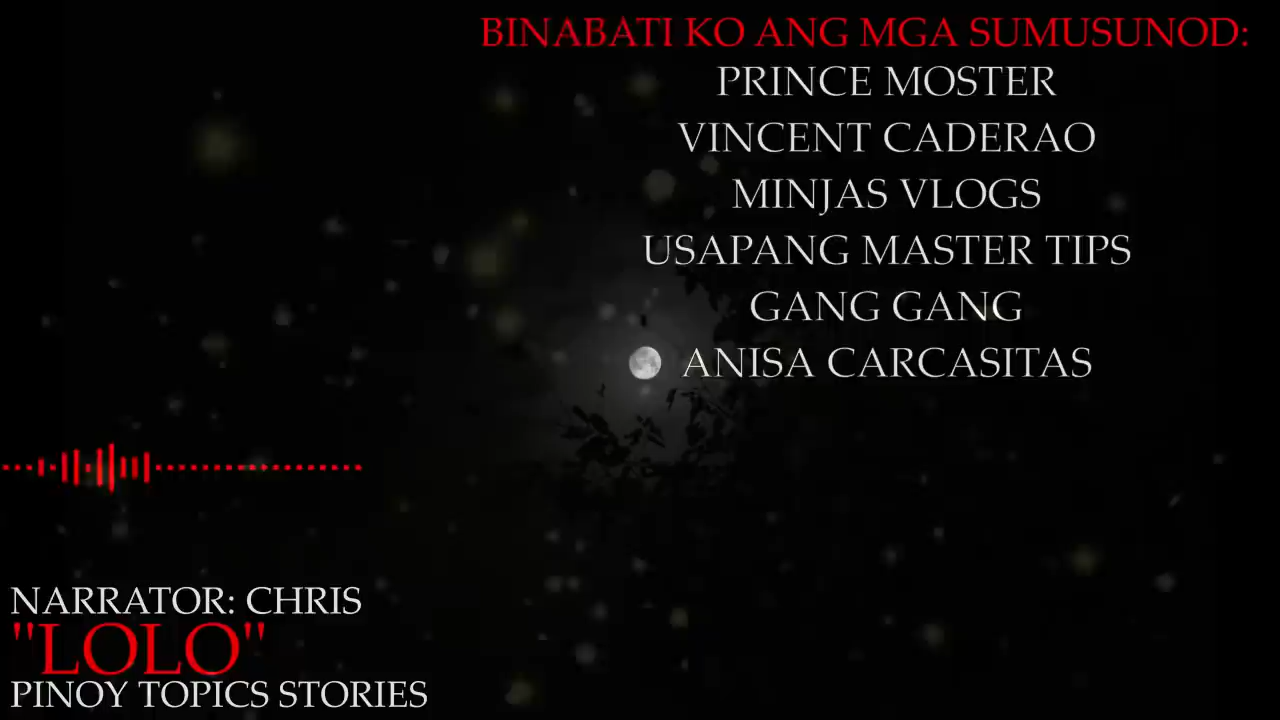 BINABATI KO ANG MGA SUMUSUNOD:
PRINCE MOSTER
VINCENT CADERAO
MINJAS VLOGS
USAPANG MASTER TIPS
GANG GANG
ANISA CARCASITAS
NARRATOR: CHRIS
"LOLO"
PINOY TOPICS STORIES